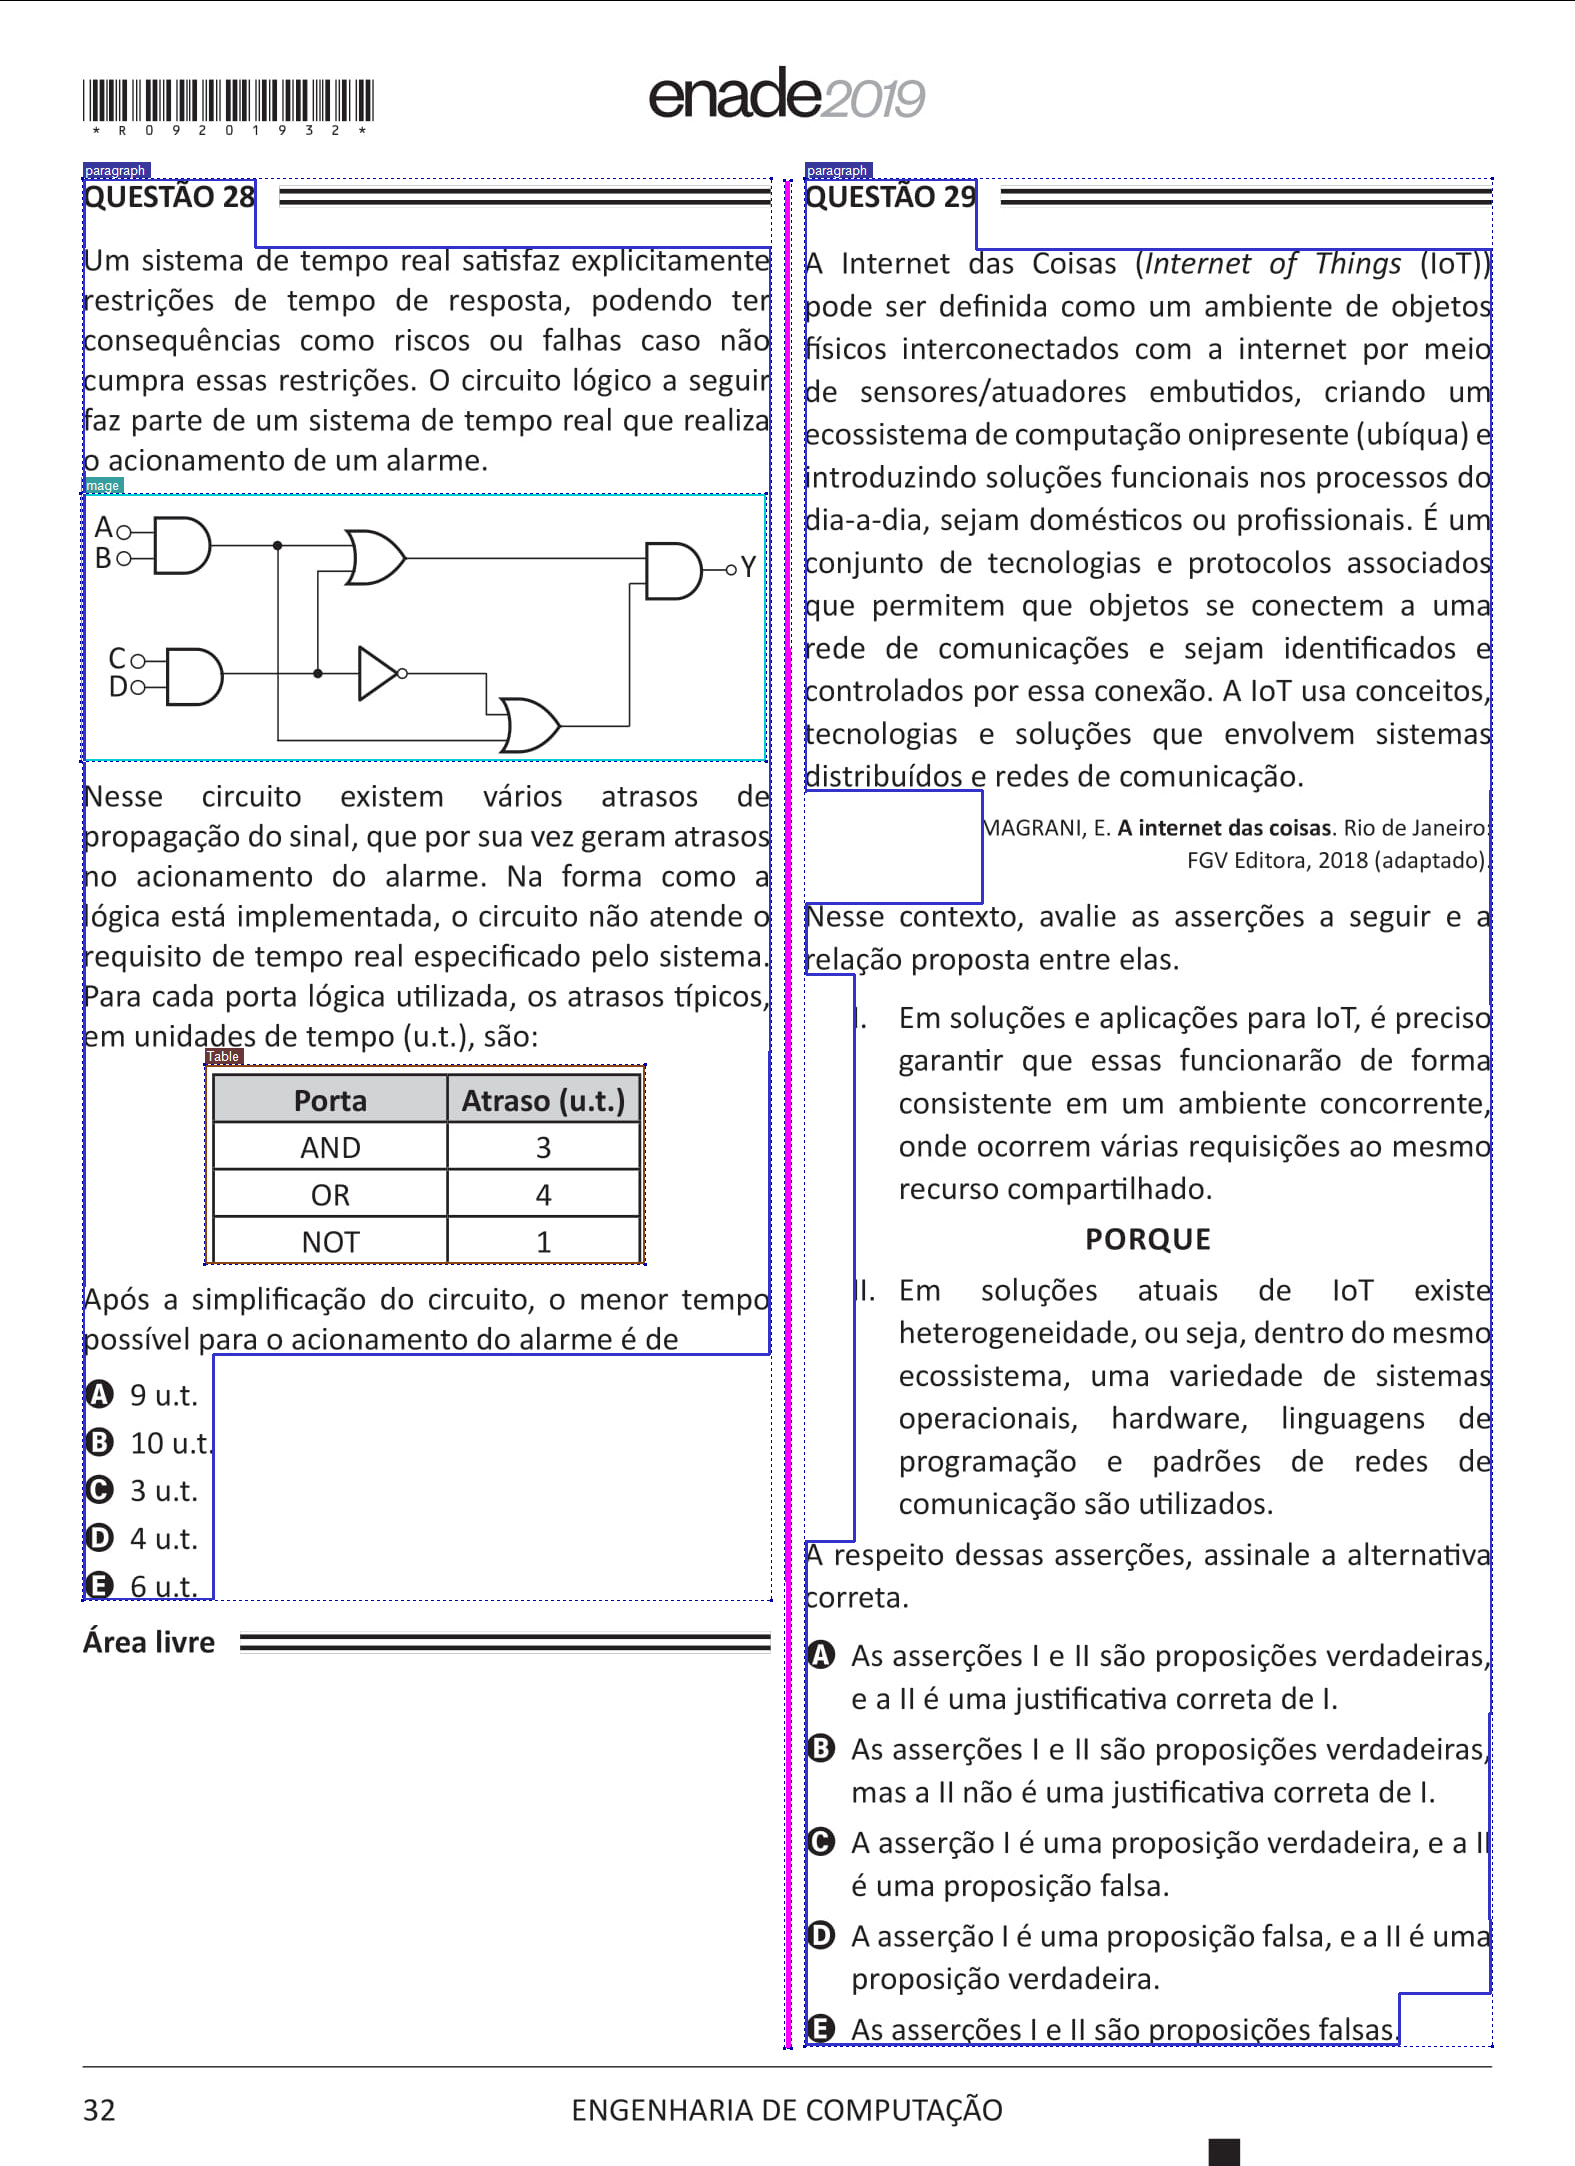 *R09201932*
enade2019
paragraph
QUESTÃO 28
Um sistema de tempo real satisfaz explicitamente
restrições de tempo de resposta, podendo ter
consequências como riscos ou falhas caso não
cumpra essas restrições. O circuito lógico a seguir
faz parte de um sistema de tempo real que realiza
o acionamento de um alarme.
mage
A
B
Y
C
D
Nesse circuito existem vários atrasos de
propagação do sinal, que por sua vez geram atrasos
no acionamento do alarme. Na forma como a
lógica está implementada, o circuito não atende o
requisito de tempo real especificado pelo sistema.
Para cada porta lógica utilizada, os atrasos típicos,
em unidades de tempo (u.t.), são:
Table
Porta Atraso (u.t.)
AND 3
OR 4
NOT 1
Após a simplificação do circuito, o menor tempo
possível para o acionamento do alarme é de
A 9 u.t.
B 10 u.t.
C 3 u.t.
D 4 u.t.
E 6 u.t.
Área livre
paragraph
QUESTÃO 29
A Internet das Coisas (Internet of Things (IoT))
pode ser definida como um ambiente de objetos
físicos interconectados com a internet por meio
de sensores/atuadores embutidos, criando um
ecossistema de computação onipresente (ubíqua) e
introduzindo soluções funcionais nos processos do
dia-a-dia, sejam domésticos ou profissionais. É um
conjunto de tecnologias e protocolos associados
que permitem que objetos se conectem a uma
rede de comunicações e sejam identificados e
controlados por essa conexão. A IoT usa conceitos,
tecnologias e soluções que envolvem sistemas
distribuídos e redes de comunicação.
MAGRANI, E. A internet das coisas. Rio de Janeiro:
FGV Editora, 2018 (adaptado).
Nesse contexto, avalie as asserções a seguir e a
relação proposta entre elas.
I. Em soluções e aplicações para IoT, é preciso
garantir que essas funcionarão de forma
consistente em um ambiente concorrente,
onde ocorrem várias requisições ao mesmo
recurso compartilhado.
PORQUE
II. Em soluções atuais de IoT existe
heterogeneidade, ou seja, dentro do mesmo
ecossistema, uma variedade de sistemas
operacionais, hardware, linguagens de
programação e padrões de redes de
comunicação são utilizados.
A respeito dessas asserções, assinale a alternativa
correta.
A As asserções I e II são proposições verdadeiras,
e a II é uma justificativa correta de I.
B As asserções I e II são proposições verdadeiras,
mas a II não é uma justificativa correta de I.
C A asserção I é uma proposição verdadeira, e a II
é uma proposição falsa.
D A asserção I é uma proposição falsa, e a II é uma
proposição verdadeira.
E As asserções I e II são proposições falsas.
32
ENGENHARIA DE COMPUTAÇÃO